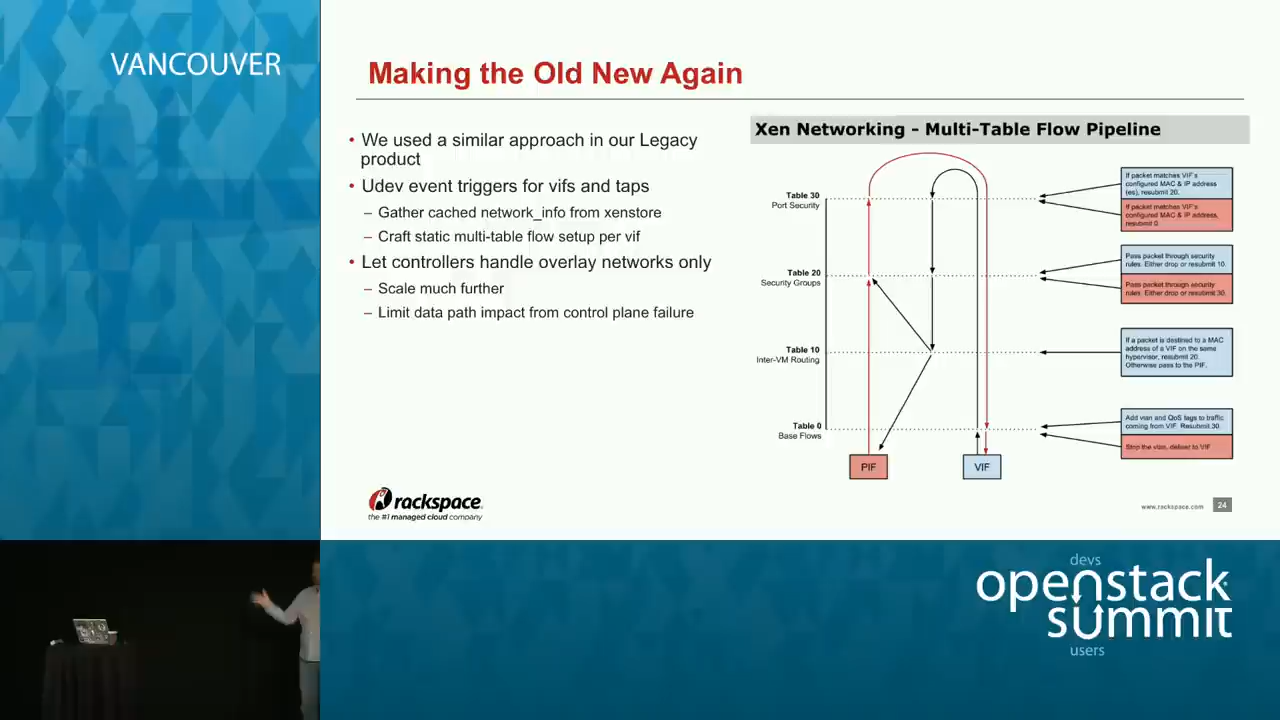 VANCOUVER
Making the Old New Again
• We used a similar approach in our Legacy
product
• Udev event triggers for vifs and taps
– Gather cached network_info from xenstore
– Craft static multi-table flow setup per vif
• Let controllers handle overlay networks only
– Scale much further
– Limit data path impact from control plane failure
Xen Networking - Multi-Table Flow Pipeline
Table 30
Port Security
Table 20
Security Groups
Table 10
Inter-VM Routing
Table 0
Base Flows
PIF
VIF
If packet matches VIF's
configured MAC & IP address
(es), resubmit 20.
If packet matches VIF's
configured MAC & IP address,
resubmit 0.
Pass packet through security
rules. Either drop or resubmit 10.
Pass packet through security
rules. Either drop or resubmit 30.
If a packet is destined to a MAC
address of a VIF on the same
hypervisor, resubmit 20.
Otherwise pass to the PIF.
Add vlan and QoS tags to traffic
coming from VIF. Resubmit 30.
the vlan, deliver to VIF
rackspace
the #1 managed cloud company
www.rackspace.com
24
devs
openstack
summit
users